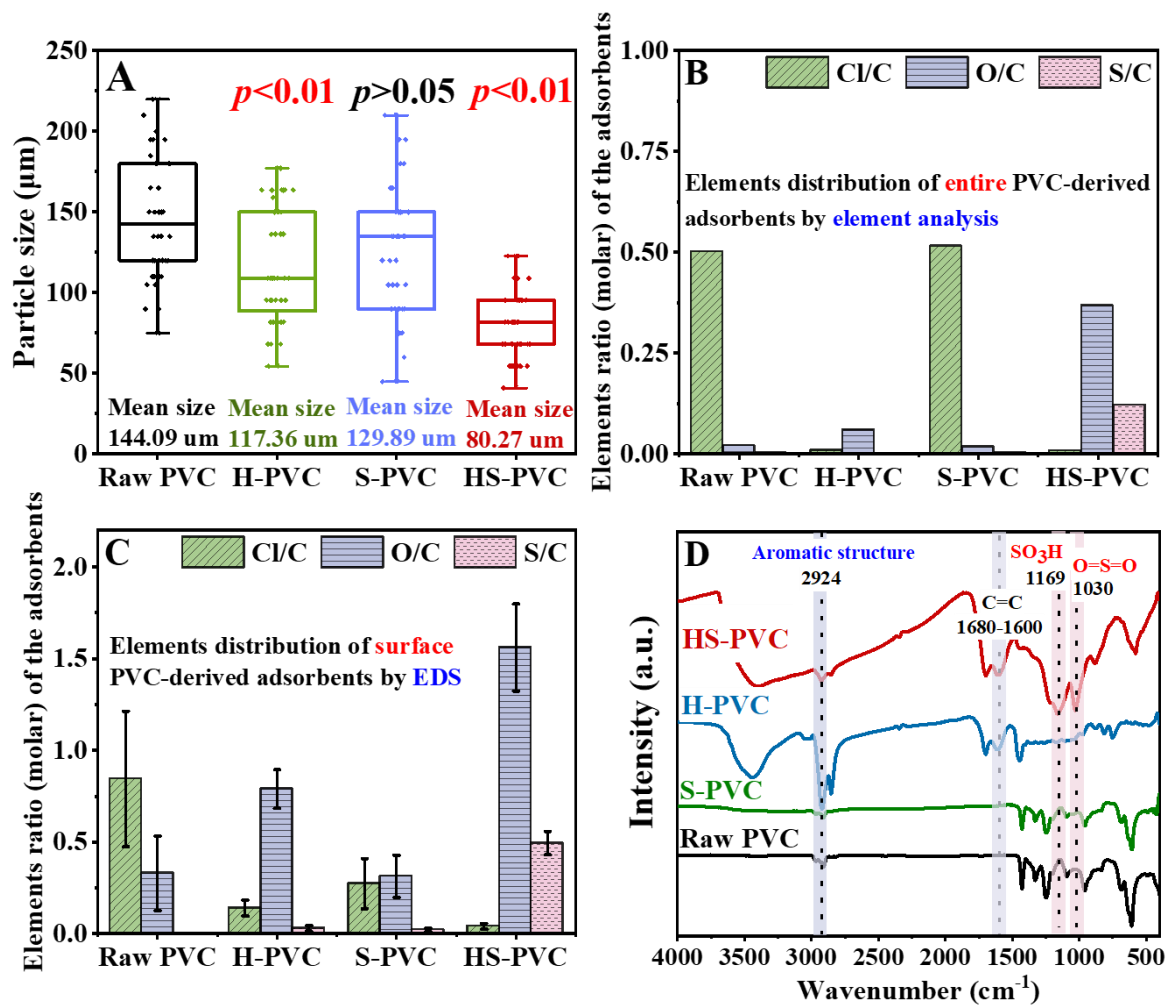 A
p<0.01 p>0.05 p<0.01
250
200
150
100
50
0
Particle size (μm)
Mean size Mean size Mean size Mean size
144.09 um 117.36 um 129.89 um 80.27 um
Raw PVC H-PVC S-PVC HS-PVC
B
Cl/C O/C S/C
1.00
0.75
0.50
0.25
0.00
Elements ratio (molar) of the adsorbents
Elements distribution of entire PVC-derived
adsorbents by element analysis
Raw PVC H-PVC S-PVC HS-PVC
C
Cl/C O/C S/C
2.0
1.5
1.0
0.5
0.0
Elements ratio (molar) of the adsorbents
Elements distribution of surface
PVC-derived adsorbents by EDS
Raw PVC H-PVC S-PVC HS-PVC
D
Aromatic structure
2924
SO3H
1169
O=S=O
1030
C=C
1680-1600
HS-PVC
H-PVC
S-PVC
Raw PVC
Intensity (a.u.)
4000 3500 3000 2500 2000 1500 1000 500
Wavenumber (cm-1)